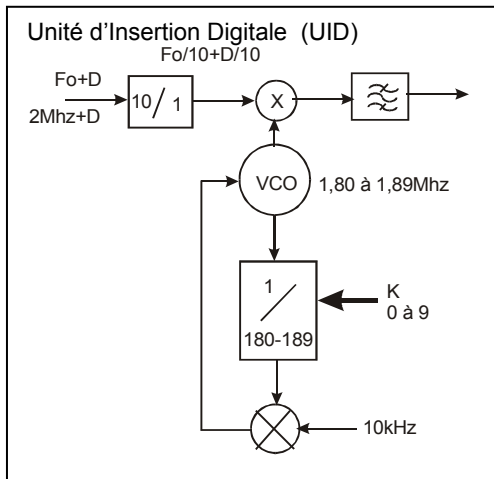 Unité d'Insertion Digitale (UID)
Fo/10+D/10
Fo+D
2Mhz+D
10/1
X
VCO
1,80 à 1,89Mhz
1
180-189
K
0 à 9
10kHz